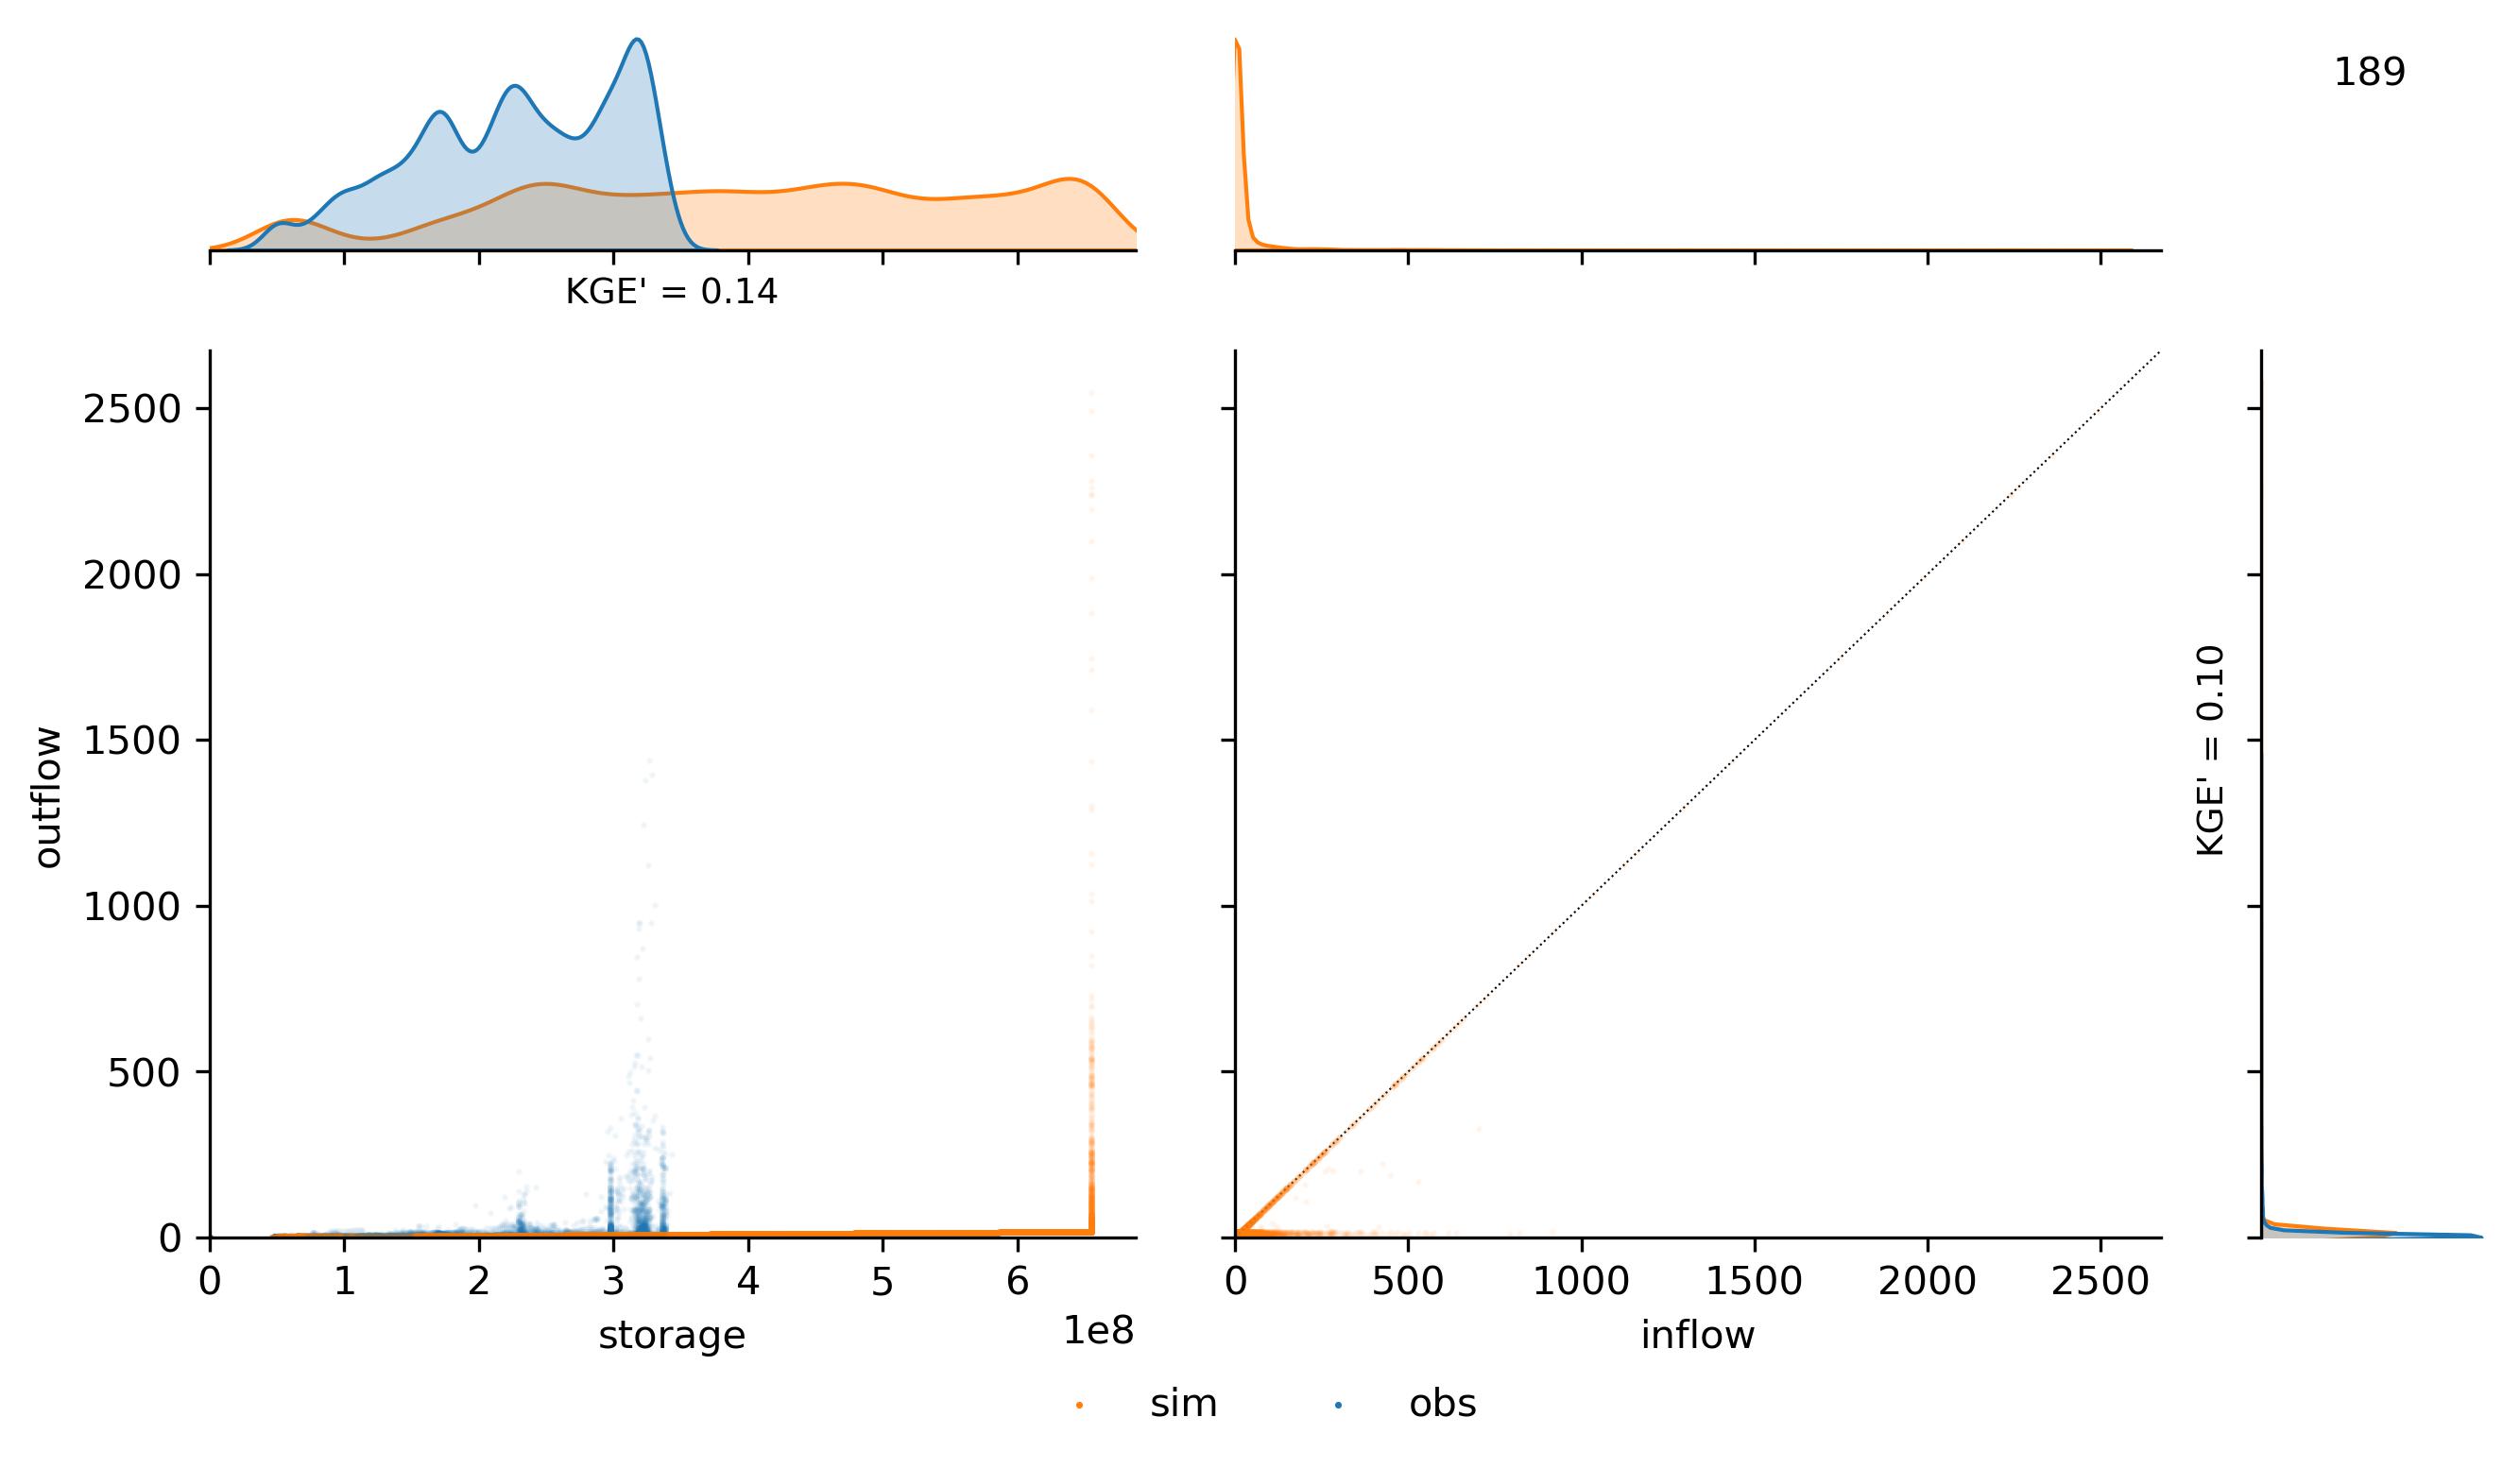 189
KGE' = 0.14
2500
2000
1500
1000
500
0
outflow
KGE' = 0.10
0 1 2 3 4 5 6
1e8
storage
0 500 1000 1500 2000 2500
inflow
sim obs